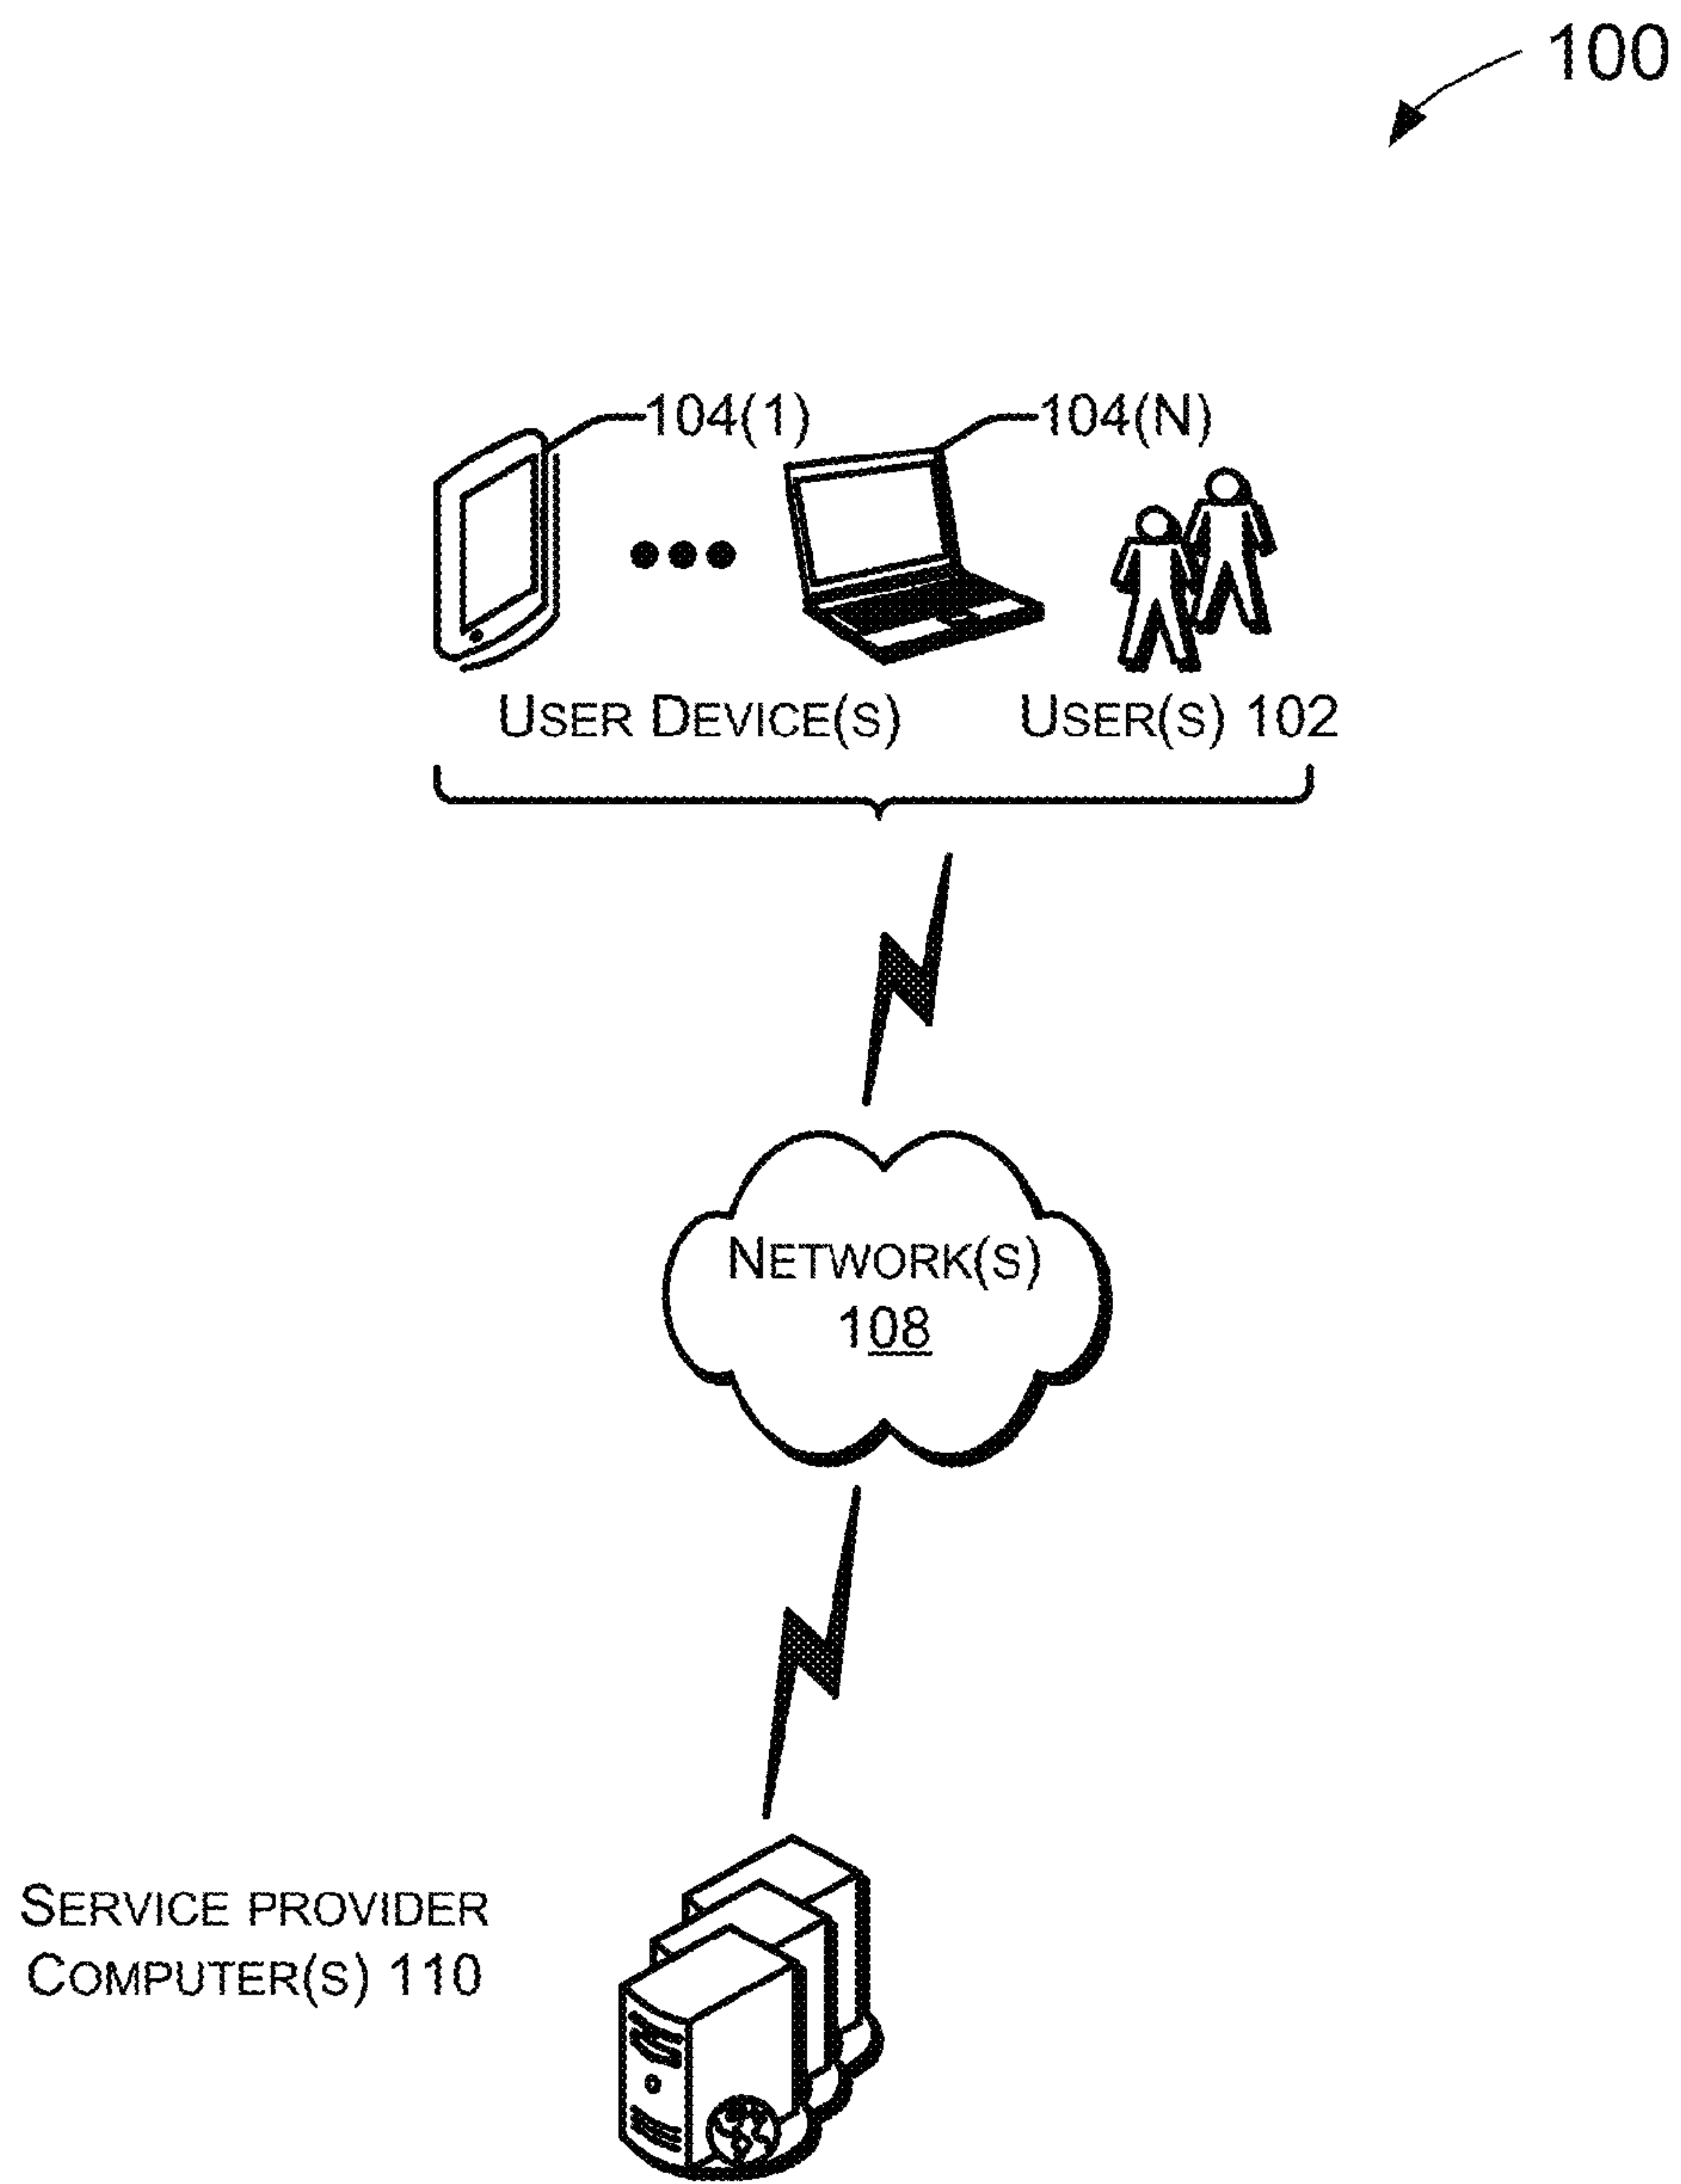 100
104(1)
104(N)
USER DEVICE(S)
USER(S) 102
NETWORK(S)
108
SERVICE PROVIDER
COMPUTER(S) 110